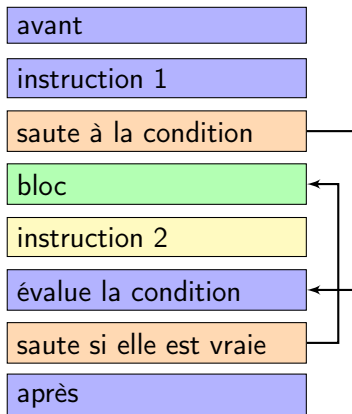 avant
instruction 1
saute à la condition
bloc
instruction 2
évalue la condition
saute si elle est vraie
après